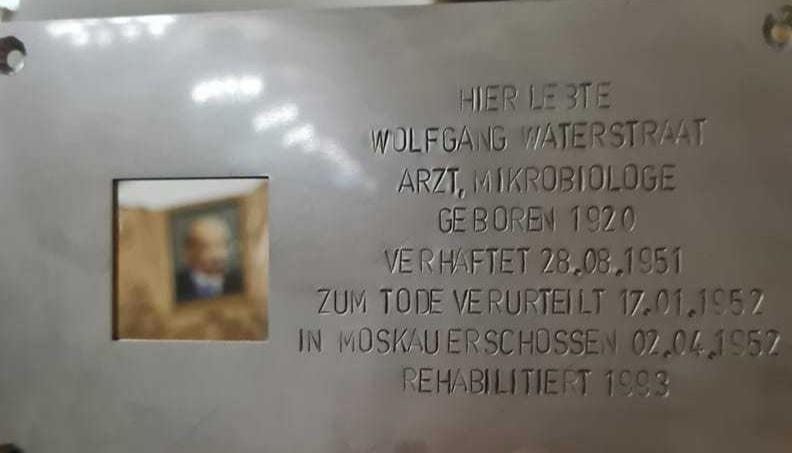 HIER LEBTE
WOLFGANG WATERSTRAAT
ARZT, MIKROBIOLOGE
GEBOREN 1920
VERHAFTET 28.08.1951
ZUM TODE VERURTEILT 17.01.1952
IN MOSKAU ERSCHOSSEN 02.04.1952
REHABILITIERT 1993